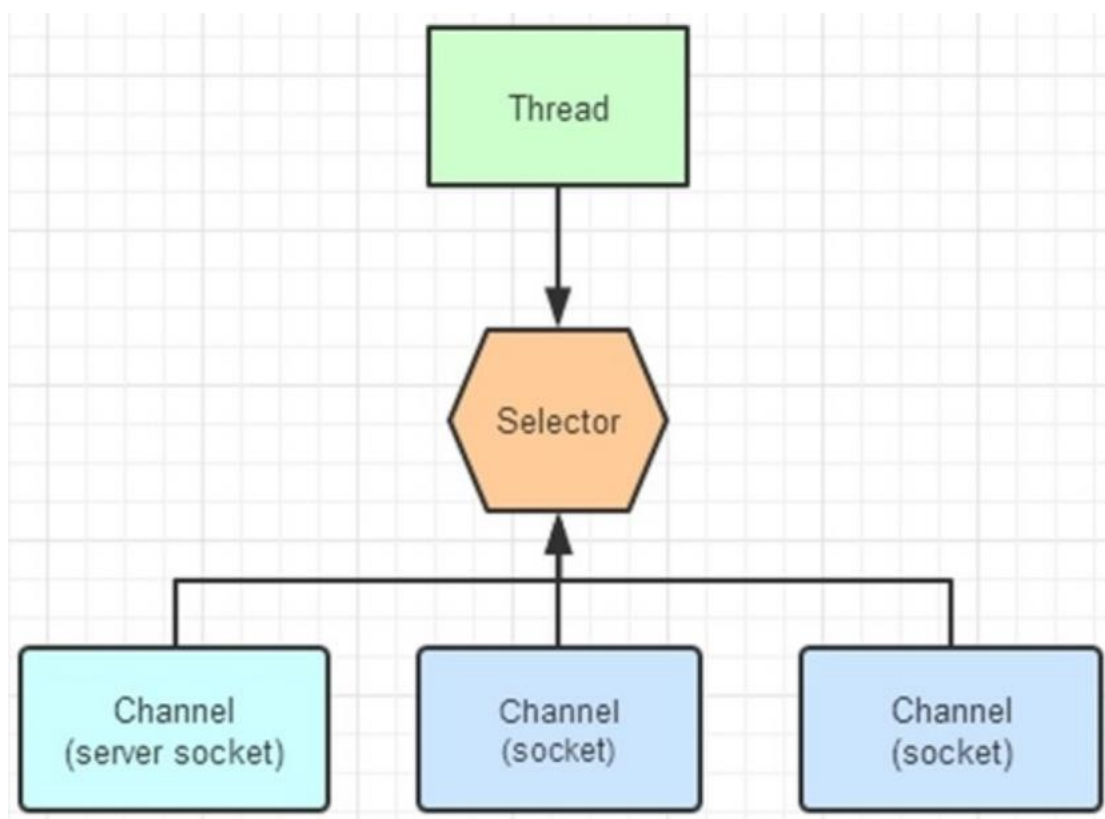 Thread
Selector
Channel
(server socket)
Channel
(socket)
Channel
(socket)